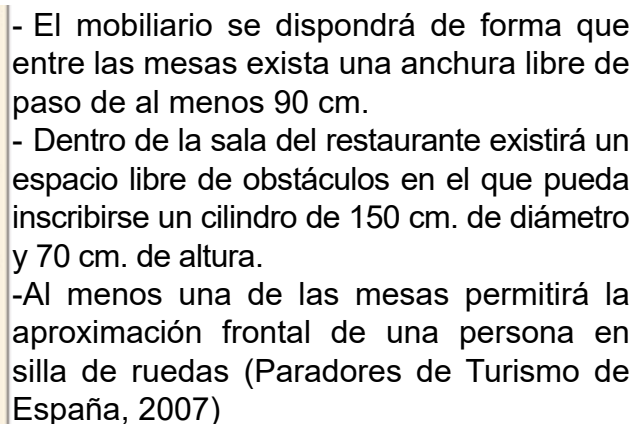 - El mobiliario se dispondrá de forma que
entre las mesas exista una anchura libre de
paso de al menos 90 cm.
- Dentro de la sala del restaurante existirá un
espacio libre de obstáculos en el que pueda
inscribirse un cilindro de 150 cm. de diámetro
y 70 cm. de altura.
-Al menos una de las mesas permitirá la
aproximación frontal de una persona en
silla de ruedas (Paradores de Turismo de
España, 2007)